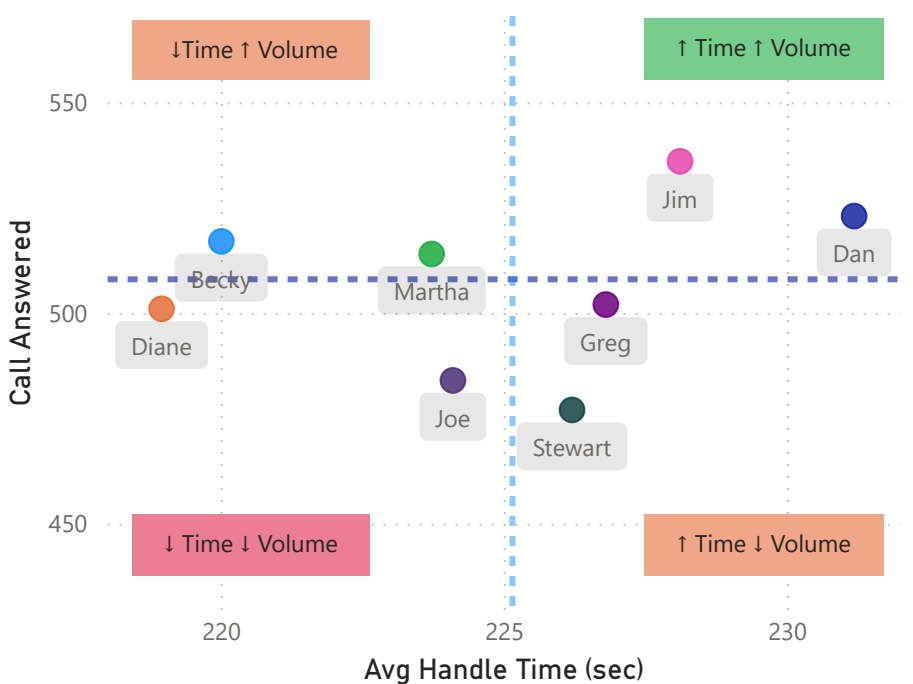 ↓Time ↑ Volume
↑ Time ↑ Volume
550
Jim
Dan
Becky
Martha
500
Diane
Greg
Joe
Stewart
450
↓ Time ↓ Volume
↑ Time ↓ Volume
220
225
230
Call Answered
Avg Handle Time (sec)